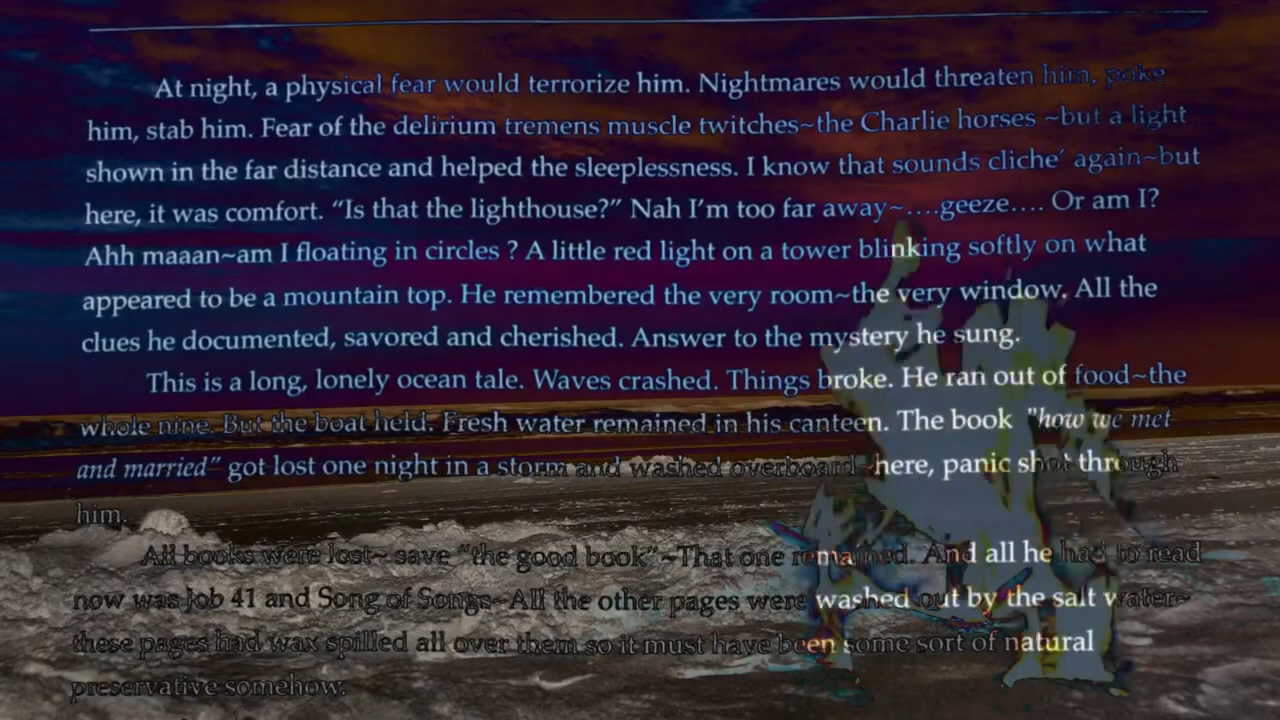 At night, a physical fear would terrorize him. Nightmares would threaten him, poke
him, stab him. Fear of the delirium tremens muscle twitches~the Charlie horses ~but a light
shown in the far distance and helped the sleeplessness. I know that sounds cliche’ again~but
here, it was comfort. “Is that the lighthouse?” Nah I’m too far away~....geeze.... Or am I?
Ahh maaan~am I floating in circles ? A little red light on a tower blinking softly on what
appeared to be a mountain top. He remembered the very room~the very window. All the
clues he documented, savored and cherished. Answer to the mystery he sung.
This is a long, lonely ocean tale. Waves crashed. Things broke. He ran out of food~the
whole nine. But the boat held. Fresh water remained in his canteen. The book "how we met
and married” got lost one night in a storm and washed overboard~here, panic shot through
him.
All books were lost~ save “the good book”~That one remained. And all he had to read
now was Job 41 and Song of Songs~All the other pages were washed out by the salt water~
these pages had wax spilled all over them so it must have been some sort of natural
preservative somehow.